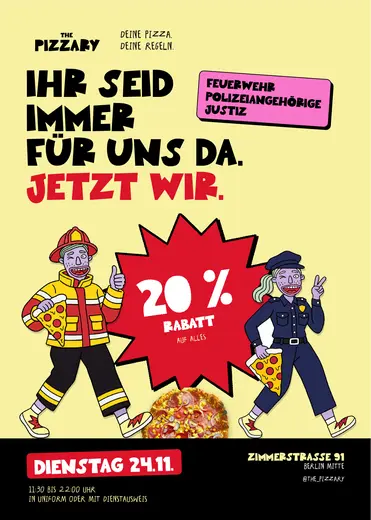 THE
PIZZARY
DEINE PIZZA.
DEINE REGELN.
IHR SEID
IMMER
FÜR UNS DA.
JETZT WIR.
FEUERWEHR
POLIZEIANGEHÖRIGE
JUSTIZ
20 %
RABATT
AUF ALLES
DIENSTAG 24.11.
11:30 BIS 22:00 UHR
IN UNIFORM ODER MIT DIENSTAUSWEIS
ZIMMERSTRASSE 91
BERLIN MITTE
@THE_PIZZARY